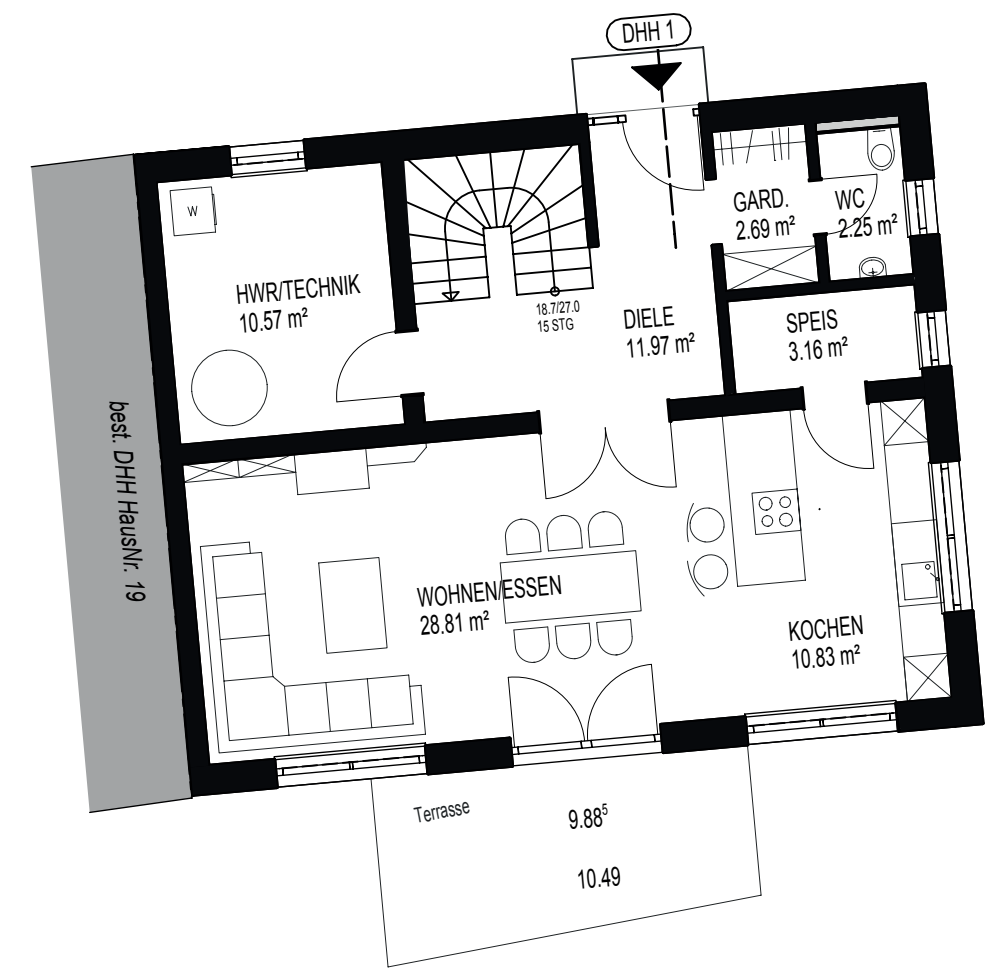 DHH 1
W
HWR/TECHNIK
10.57 m²
18.7/27.0
15 STG
DIELE
11.97 m²
GARD.
2.69 m²
WC
2.25 m²
SPEIS
3.16 m²
best. DHH HausNr. 19
WOHNEN/ESSEN
28.81 m²
KOCHEN
10.83 m²
Terrasse
9.88⁵
10.49